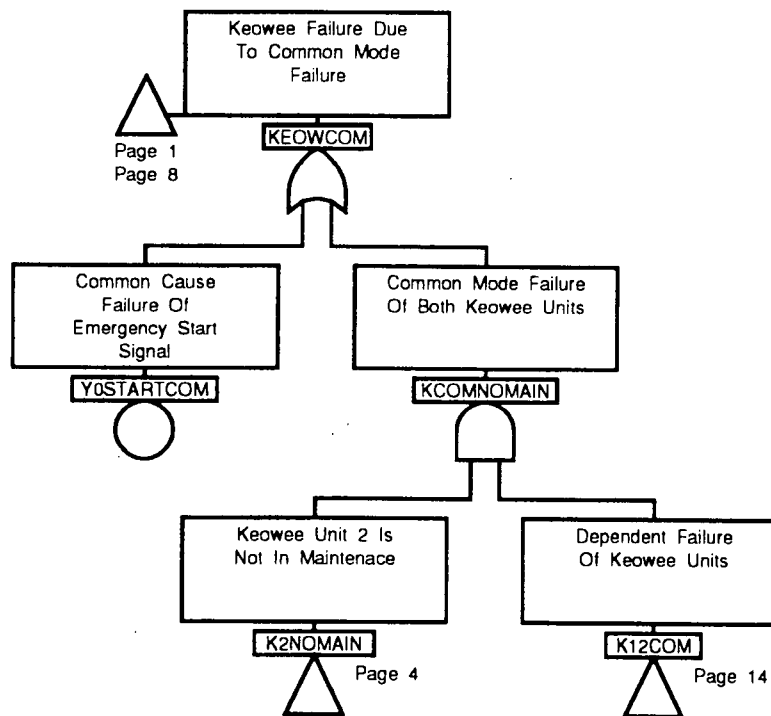 Keowee Failure Due
To Common Mode
Failure
Page 1
Page 8
KEOWCOM
Common Cause
Failure Of
Emergency Start
Signal
Common Mode Failure
Of Both Keowee Units
Y0STARTCOM
KCOMNOMAIN
Keowee Unit 2 Is
Not In Maintenace
Dependent Failure
Of Keowee Units
K2NOMAIN
Page 4
K12COM
Page 14